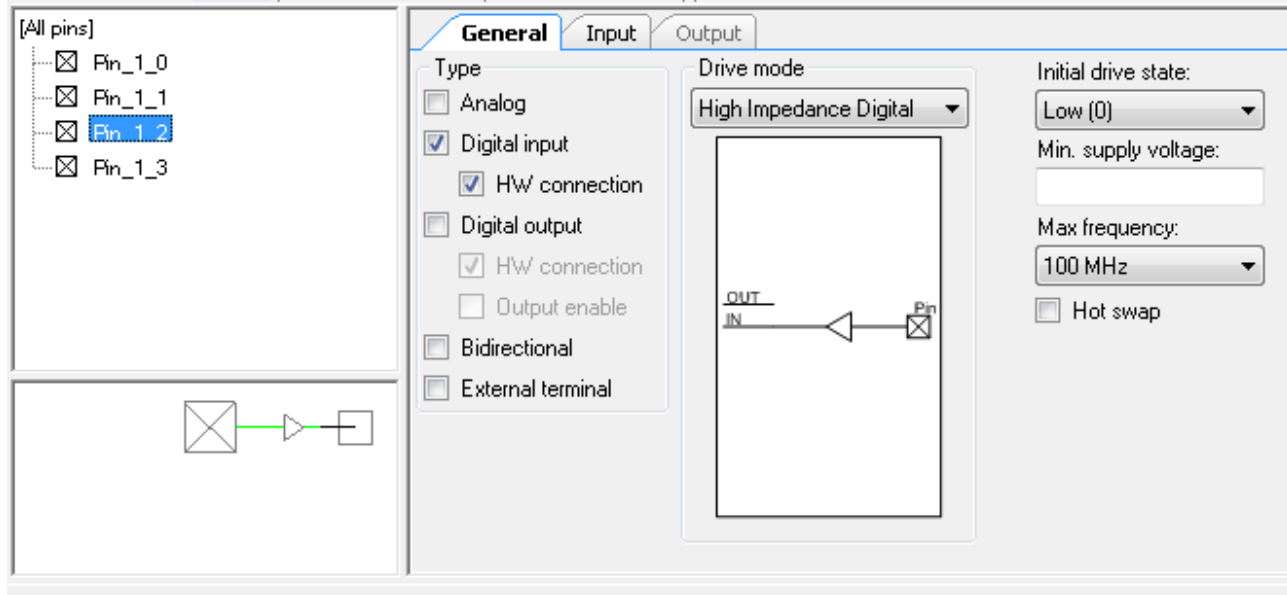 [All pins]
Pin_1_0
Pin_1_1
Pin_1_2
Pin_1_3
General Input Output
Type
Analog
Digital input
HW connection
Digital output
HW connection
Output enable
Bidirectional
External terminal
Drive mode
High Impedance Digital
OUT
IN
Pin
Initial drive state:
Low (0)
Min. supply voltage:
Max frequency:
100 MHz
Hot swap